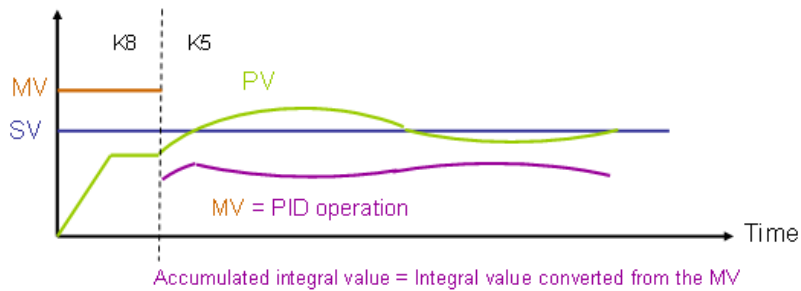 K8
K5
MV
PV
SV
MV = PID operation
Time
Accumulated integral value = Integral value converted from the MV